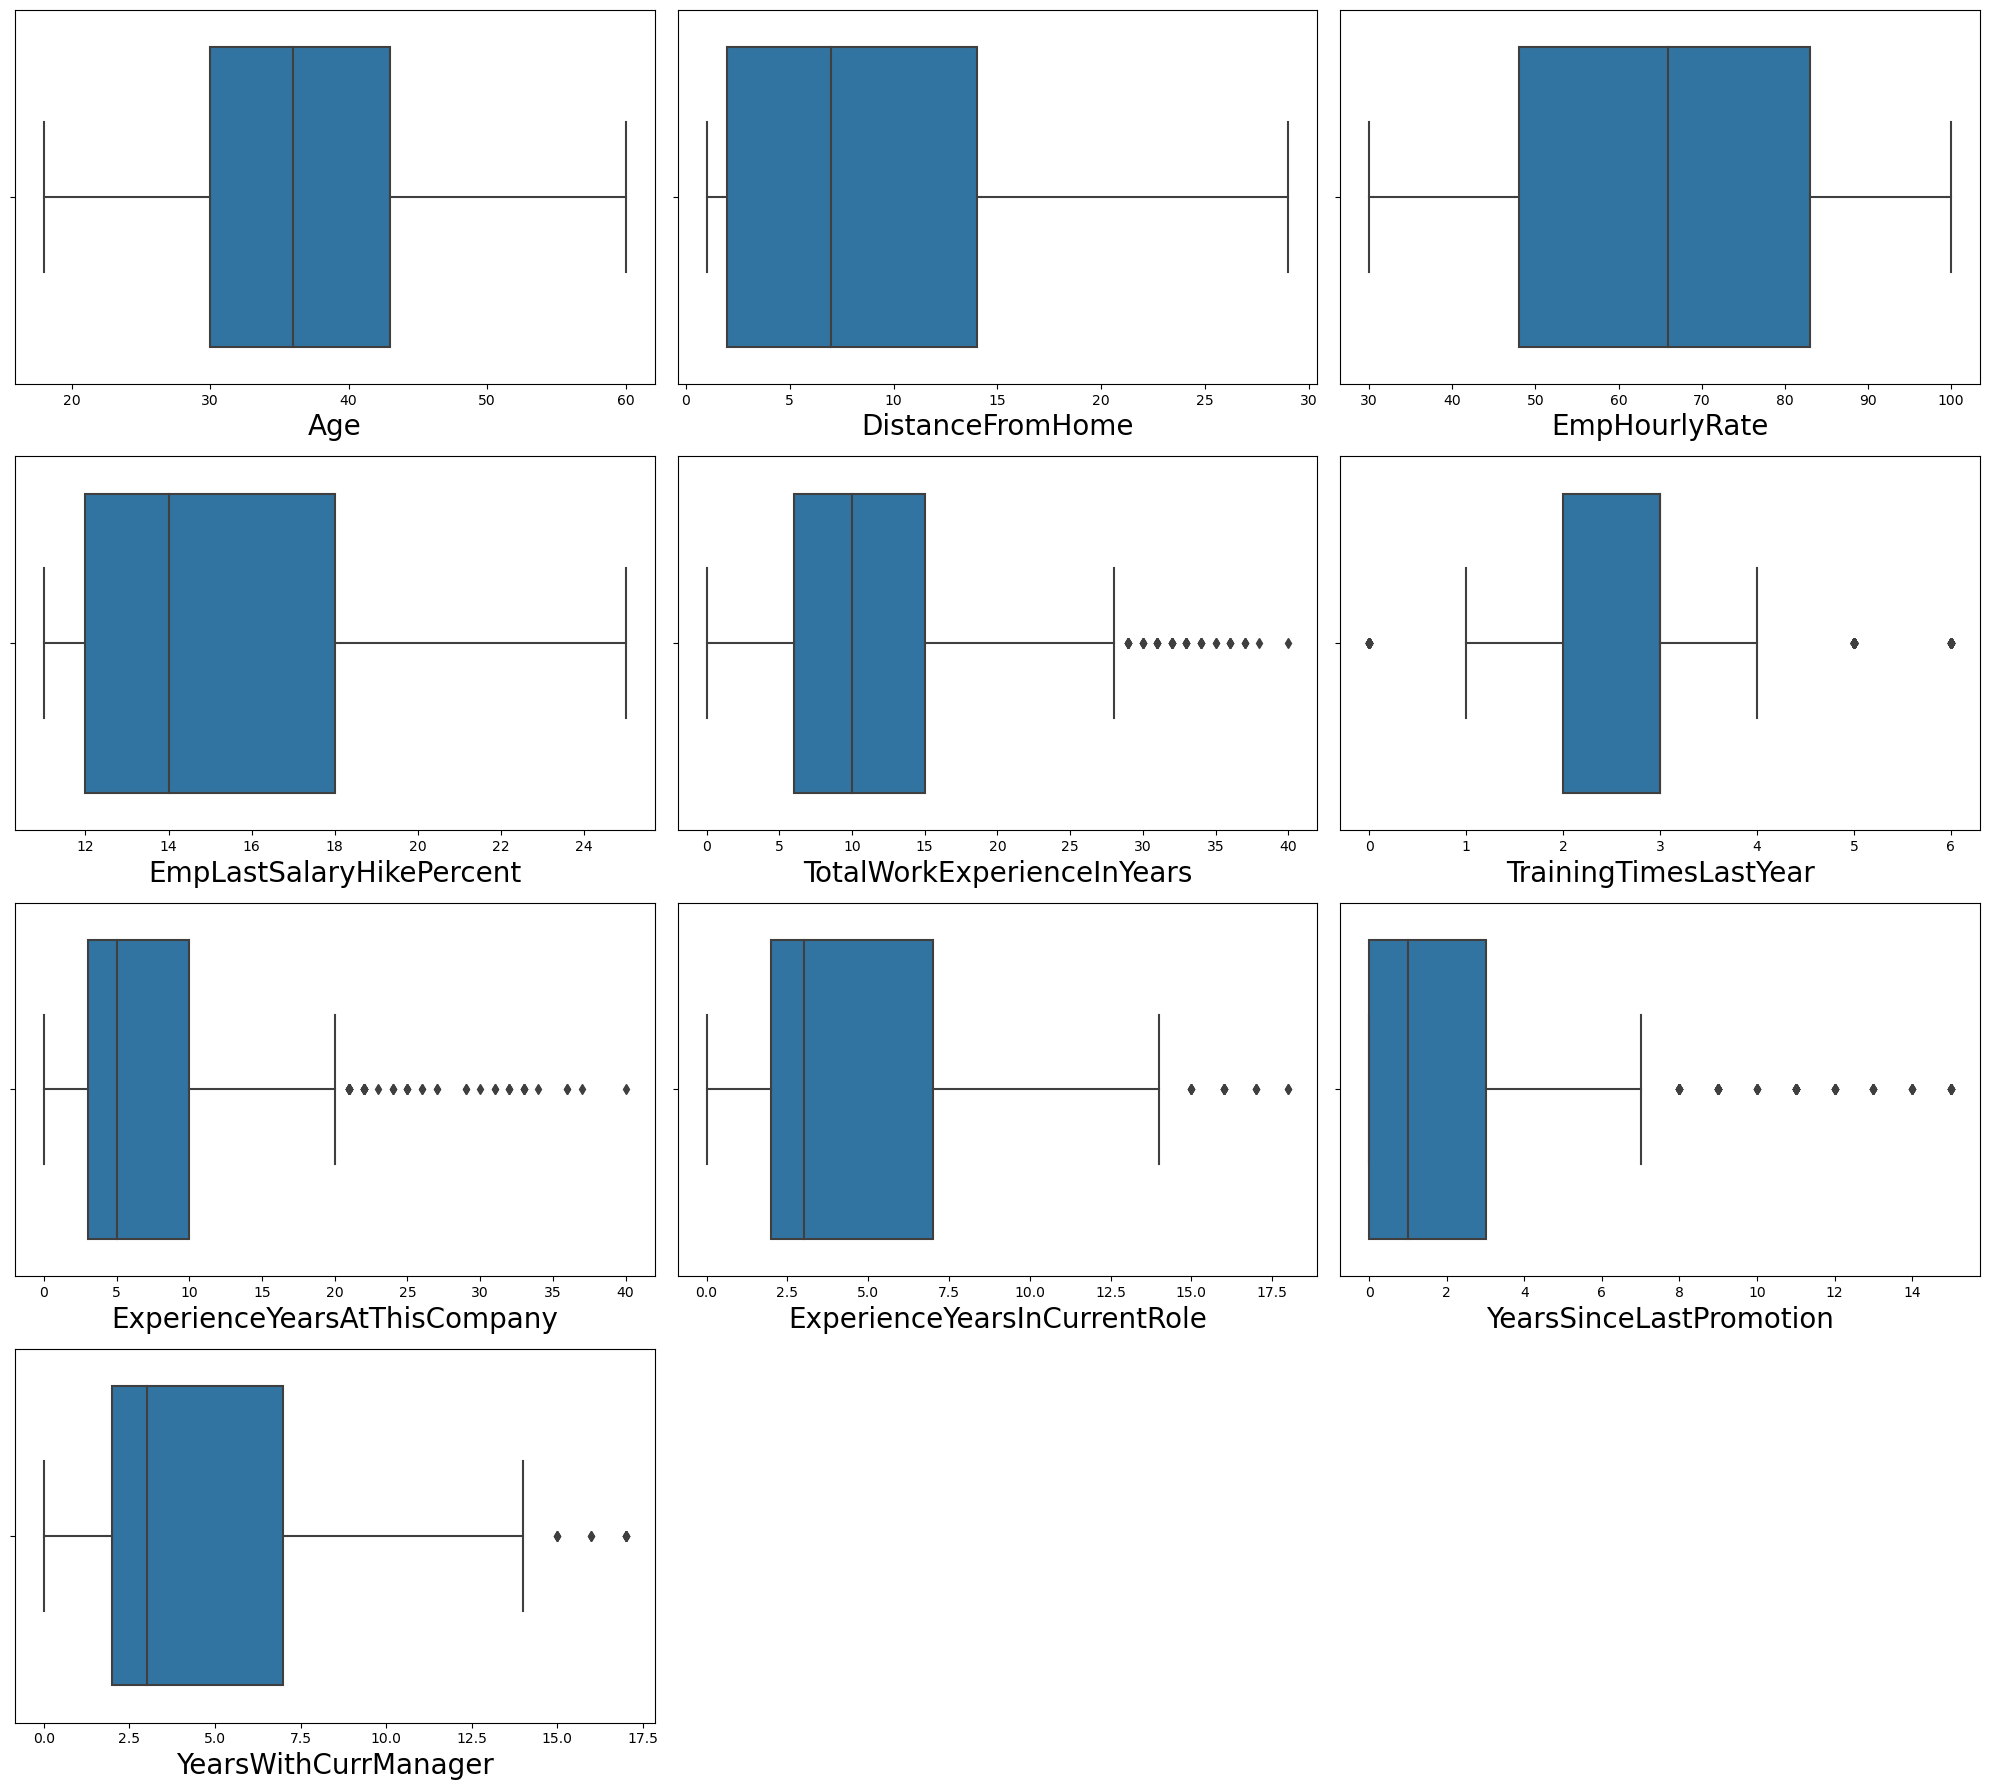 20 30 40 50 60
Age
0 5 10 15 20 25 30
DistanceFromHome
30 40 50 60 70 80 90 100
EmpHourlyRate
12 14 16 18 20 22 24
EmpLastSalaryHikePercent
0 5 10 15 20 25 30 35 40
TotalWorkExperienceInYears
0 1 2 3 4 5 6
TrainingTimesLastYear
0 5 10 15 20 25 30 35 40
ExperienceYearsAtThisCompany
0.0 2.5 5.0 7.5 10.0 12.5 15.0 17.5
ExperienceYearsInCurrentRole
0 2 4 6 8 10 12 14
YearsSinceLastPromotion
0.0 2.5 5.0 7.5 10.0 12.5 15.0 17.5
YearsWithCurrManager